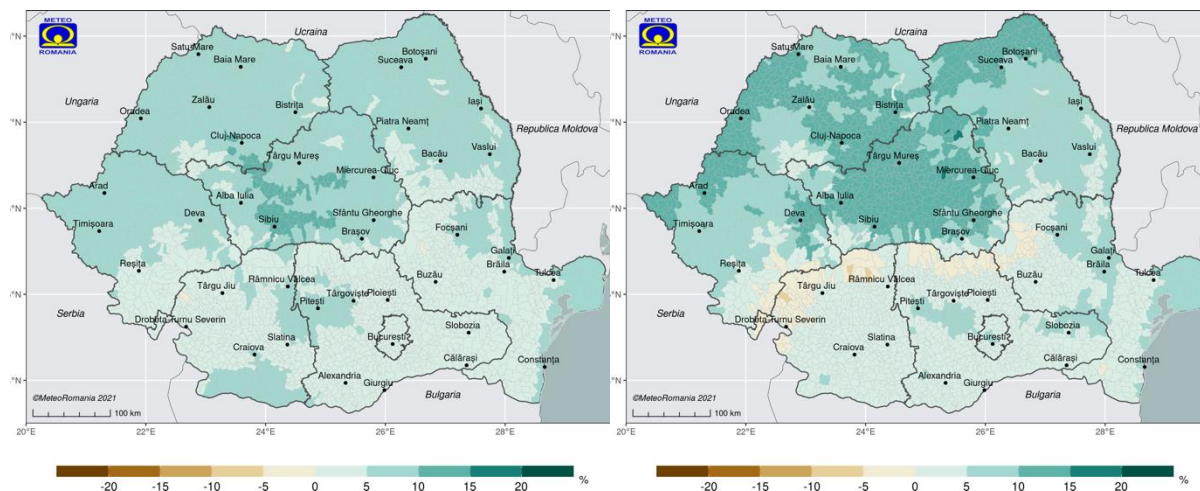 METEO
ROMANIA
Ucraina
Satu Mare
Baia Mare
Botoșani
Suceava
Ungaria
Zalău
Oradea
Bistrița
Iași
Cluj-Napoca
Piatra Neamț
Republica Moldova
Târgu Mureș
Bacău
Vaslui
Arad
Miercurea-Ciuc
Alba Iulia
Timișoara
Deva
Sibiu
Sfântu Gheorghe
Brașov
Focșani
Galați
Reșița
Brăila
Tulcea
Râmnicu Vâlcea
Buzău
Târgu Jiu
Târgoviște
Ploiești
Pitești
Serbia
Drobeta Turnu Severin
Slobozia
Slatina
București
Craiova
Călărași
Constanța
Alexandria
Giurgiu
Bulgaria
©MeteoRomania 2021
100 km
20°E 22°E 24°E 26°E 28°E
-20 -15 -10 -5 0 5 10 15 20 %
METEO
ROMANIA
Ucraina
Satu Mare
Baia Mare
Botoșani
Suceava
Ungaria
Zalău
Oradea
Bistrița
Iași
Cluj-Napoca
Piatra Neamț
Republica Moldova
Târgu Mureș
Bacău
Vaslui
Arad
Miercurea-Ciuc
Alba Iulia
Timișoara
Deva
Sibiu
Sfântu Gheorghe
Brașov
Focșani
Galați
Reșița
Brăila
Tulcea
Râmnicu Vâlcea
Buzău
Târgu Jiu
Târgoviște
Ploiești
Pitești
Serbia
Drobeta Turnu Severin
Slobozia
Slatina
București
Craiova
Călărași
Constanța
Alexandria
Giurgiu
Bulgaria
©MeteoRomania 2021
100 km
20°E 22°E 24°E 26°E 28°E
-20 -15 -10 -5 0 5 10 15 20 %